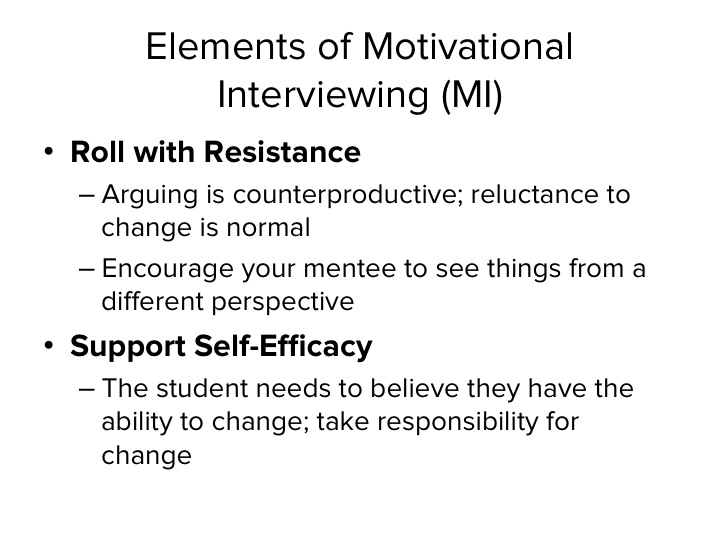 Elements of Motivational
Interviewing (MI)
• Roll with Resistance
– Arguing is counterproductive; reluctance to
change is normal
– Encourage your mentee to see things from a
different perspective
• Support Self-Efficacy
– The student needs to believe they have the
ability to change; take responsibility for
change